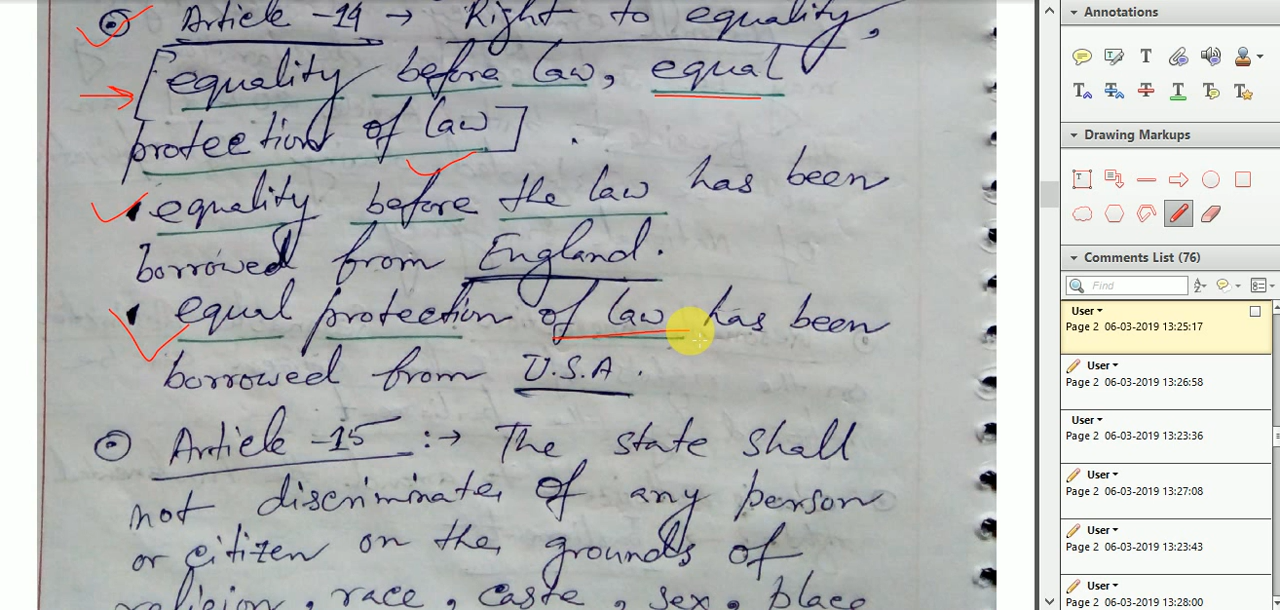 Article -14 → Right to equality,
[equality before law, equal
protection of law] .
• equality before the law has been
borrowed from England.
• equal protection of law has been
borrowed from U.S.A.
Article -15 :→ The state shall
not discriminate of any person
or citizen on the grounds of
religion, race, caste, sex, place
Annotations
Drawing Markups
Comments List (76)
Find
User
Page 2 06-03-2019 13:25:17
User
Page 2 06-03-2019 13:26:58
User
Page 2 06-03-2019 13:23:36
User
Page 2 06-03-2019 13:27:08
User
Page 2 06-03-2019 13:23:43
User
Page 2 06-03-2019 13:28:00